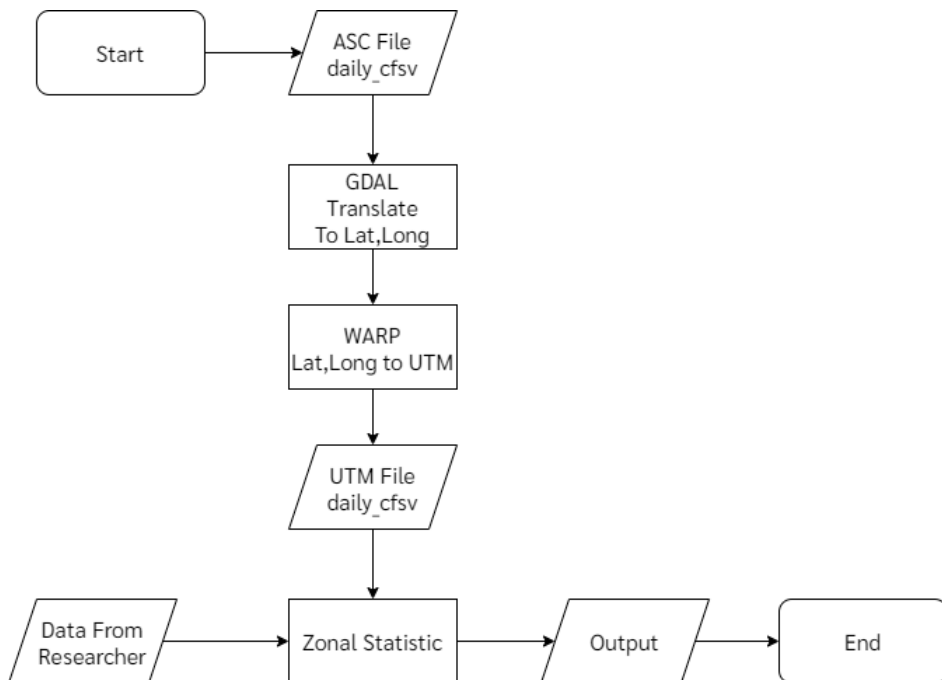 Start
ASC File
daily_cfsv
GDAL
Translate
To Lat,Long
WARP
Lat,Long to UTM
UTM File
daily_cfsv
Data From
Researcher
Zonal Statistic
Output
End